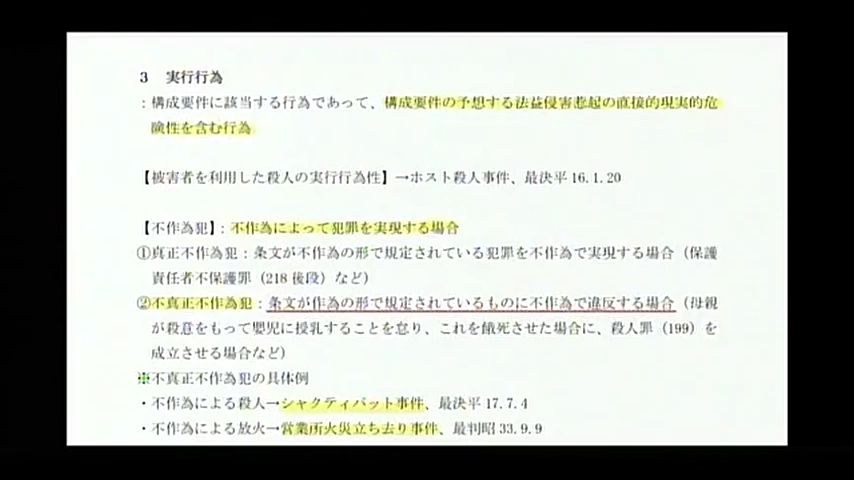 3 実行行為
：構成要件に該当する行為であって、構成要件の予想する法益侵害惹起の直接的現実的危
険性を含む行為
【被害者を利用した殺人の実行行為性】→ホスト殺人事件、最決平16.1.20
【不作為犯】：不作為によって犯罪を実現する場合
①真正不作為犯：条文が不作為の形で規定されている犯罪を不作為で実現する場合（保護
責任者不保護罪（218後段）など）
②不真正不作為犯：条文が作為の形で規定されているものに不作為で違反する場合（母親
が殺意をもって嬰児に授乳することを怠り、これを餓死させた場合に、殺人罪（199）を
成立させる場合など）
※不真正不作為犯の具体例
・不作為による殺人→シャクティパット事件、最決平17.7.4
・不作為による放火→営業所火災立ち去り事件、最判昭33.9.9